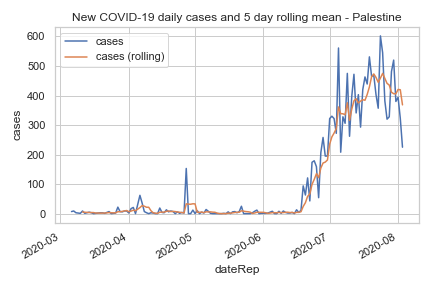 New COVID-19 daily cases and 5 day rolling mean - Palestine
cases
cases (rolling)
600
500
400
300
200
100
0
cases
2020-03
2020-04
2020-05
2020-06
2020-07
2020-08
dateRep